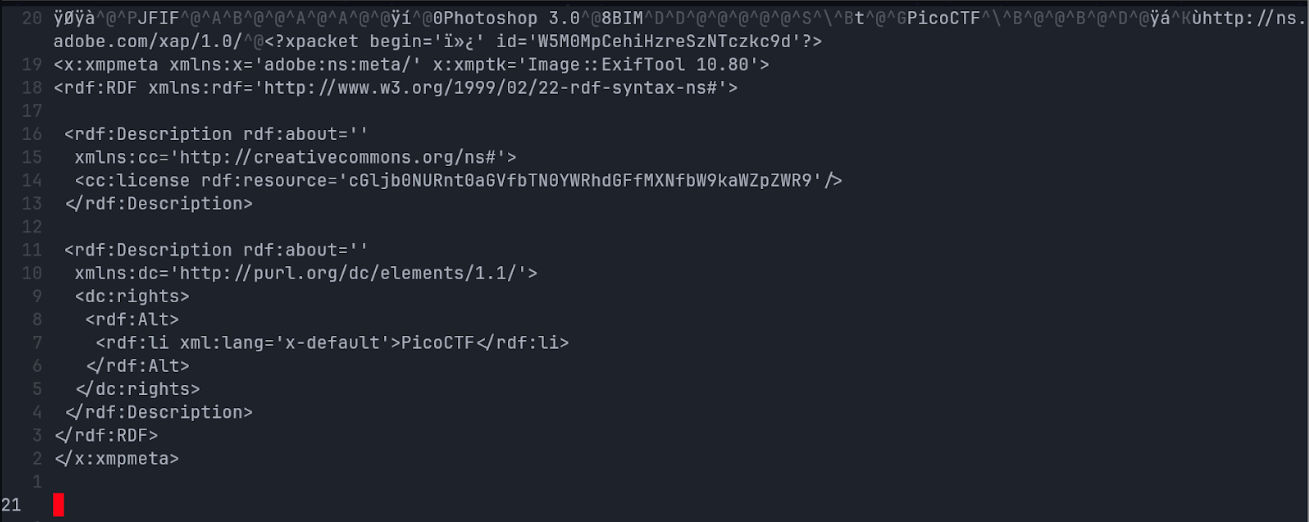 20 ÿØÿà^@^PJFIF^@^A^B^@^@^A^@^A^@^@ÿí^@0Photoshop 3.0^@8BIM^D^D^@^@^@^@^@^S^\^Bt^@^GPicoCTF^\^B^@^@^B^@^D^@ÿá^Kùhttp://ns.
adobe.com/xap/1.0/^@<?xpacket begin='ï»¿' id='W5M0MpCehiHzreSzNTczkc9d'?>
19 <x:xmpmeta xmlns:x='adobe:ns:meta/' x:xmptk='Image::ExifTool 10.80'>
18 <rdf:RDF xmlns:rdf='http://www.w3.org/1999/02/22-rdf-syntax-ns#'>
17
16 <rdf:Description rdf:about=''
15 xmlns:cc='http://creativecommons.org/ns#'>
14 <cc:license rdf:resource='cGljb0NURnt0aGVfbTN0YWRhdGFfMXNfbW9kaWZpZWR9'/>
13 </rdf:Description>
12
11 <rdf:Description rdf:about=''
10 xmlns:dc='http://purl.org/dc/elements/1.1/'>
9 <dc:rights>
8 <rdf:Alt>
7 <rdf:li xml:lang='x-default'>PicoCTF</rdf:li>
6 </rdf:Alt>
5 </dc:rights>
4 </rdf:Description>
3 </rdf:RDF>
2 </x:xmpmeta>
1
21